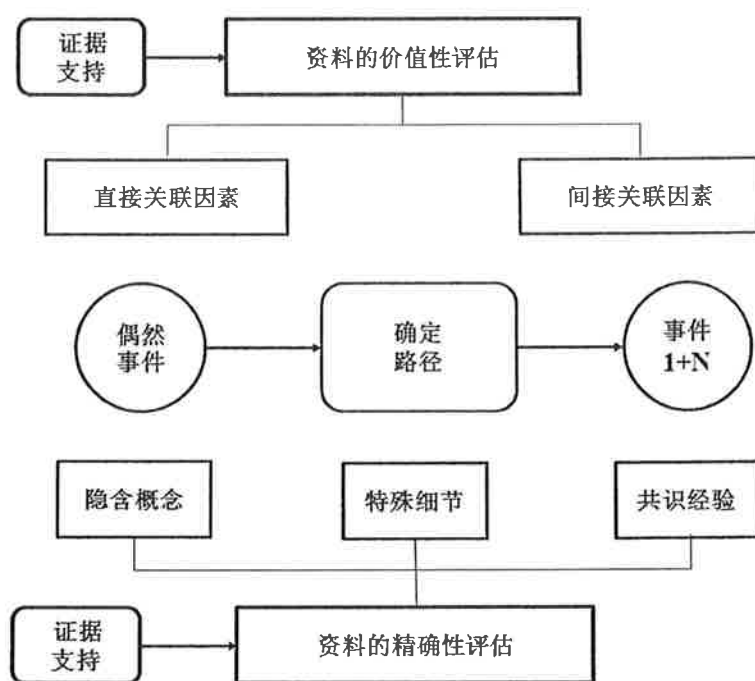 证据
支持
资料的价值性评估
直接关联因素
间接关联因素
偶然
事件
确定
路径
事件
1+N
隐含概念
特殊细节
共识经验
证据
支持
资料的精确性评估